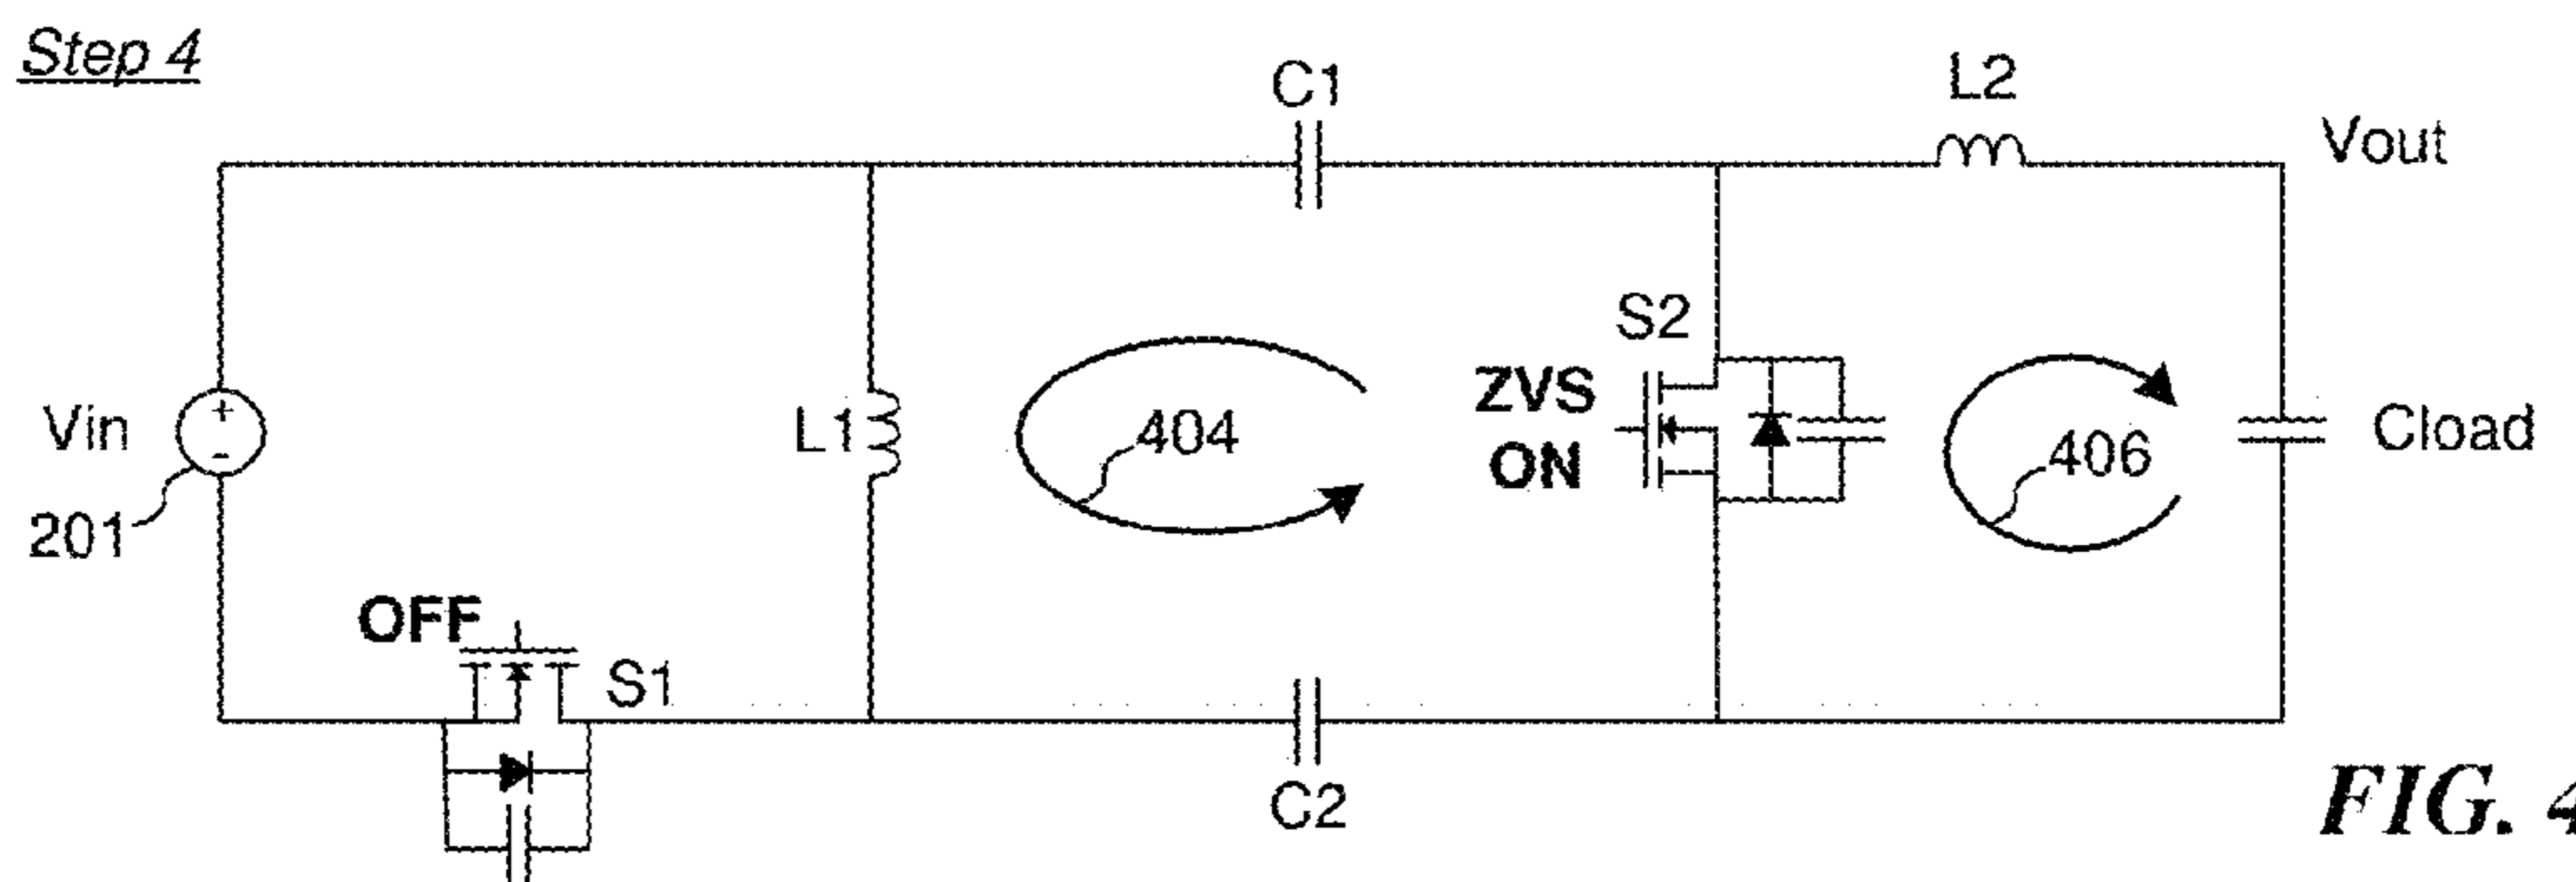 Step 4
C1
L2
Vout
S2
Vin
+
-
L1
404
ZVS
ON
406
Cload
201
OFF
S1
C2
FIG. 4